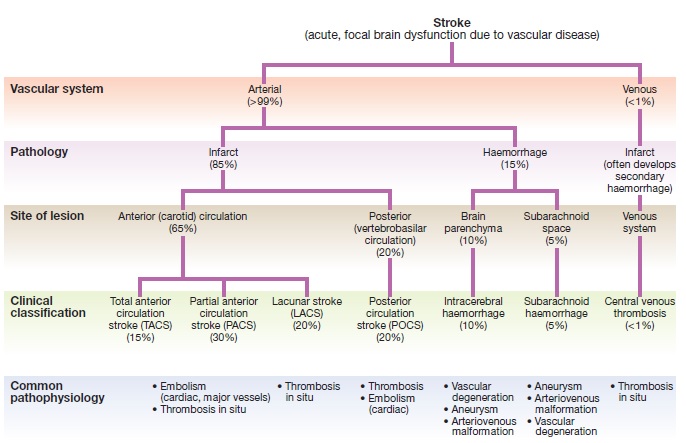 Stroke
(acute, focal brain dysfunction due to vascular disease)
Vascular system
Arterial
(>99%)
Venous
(<1%)
Pathology
Infarct
(85%)
Haemorrhage
(15%)
Infarct
(often develops
secondary
haemorrhage)
Site of lesion
Anterior (carotid) circulation
(65%)
Posterior
(vertebrobasilar
circulation)
(20%)
Brain
parenchyma
(10%)
Subarachnoid
space
(5%)
Venous
system
Clinical
classification
Total anterior
circulation
stroke (TACS)
(15%)
Partial anterior
circulation
stroke (PACS)
(30%)
Lacunar stroke
(LACS)
(20%)
Posterior
circulation
stroke (POCS)
(20%)
Intracerebral
haemorrhage
(10%)
Subarachnoid
haemorrhage
(5%)
Central venous
thrombosis
(<1%)
Common
pathophysiology
• Embolism
(cardiac, major vessels)
• Thrombosis in situ
• Thrombosis
in situ
• Thrombosis
• Embolism
(cardiac)
• Vascular
degeneration
• Aneurysm
• Arteriovenous
malformation
• Aneurysm
• Arteriovenous
malformation
• Vascular
degeneration
• Thrombosis
in situ